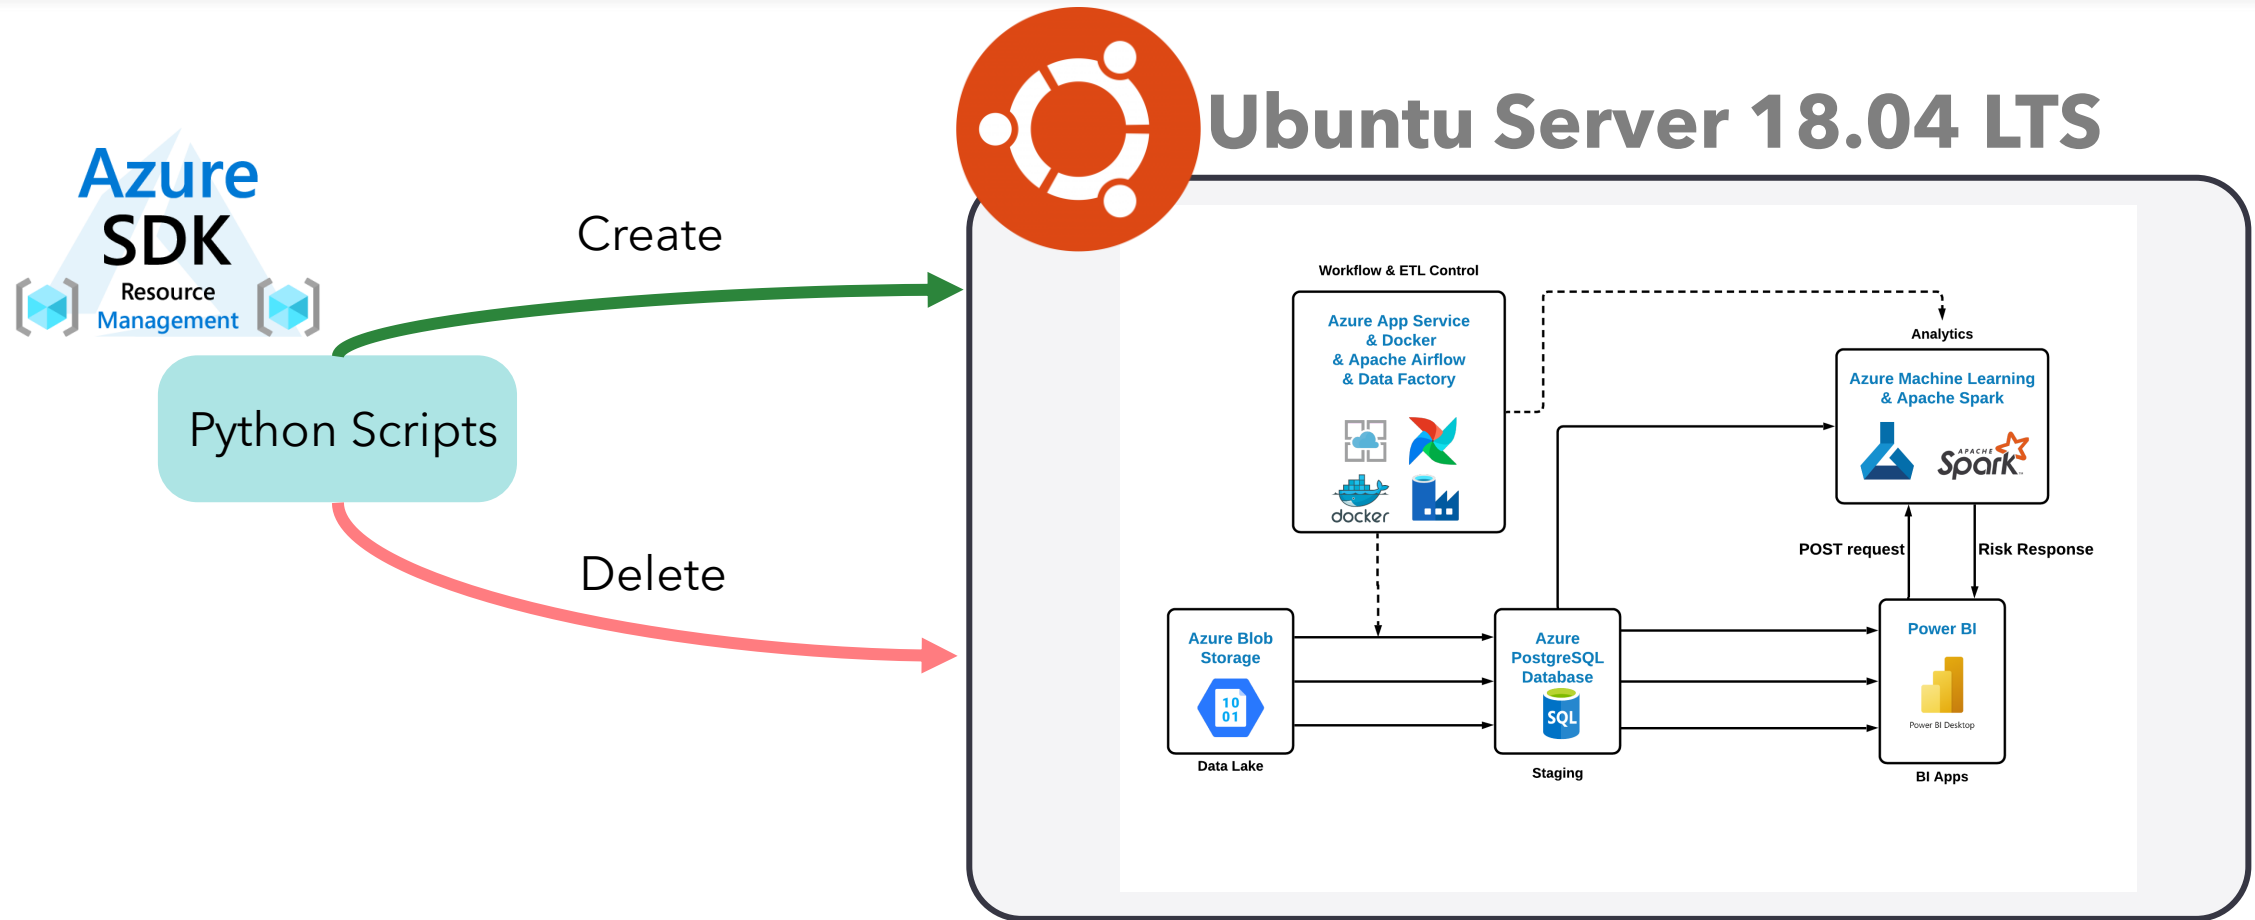 Ubuntu Server 18.04 LTS
Azure
SDK
Resource
Management
Create
Python Scripts
Delete
Workflow & ETL Control
Azure App Service
& Docker
& Apache Airflow
& Data Factory
docker
Analytics
Azure Machine Learning
& Apache Spark
APACHE
Spark™
POST request
Risk Response
Azure Blob
Storage
10
01
Data Lake
Azure
PostgreSQL
Database
SQL
Staging
Power BI
Power BI Desktop
BI Apps